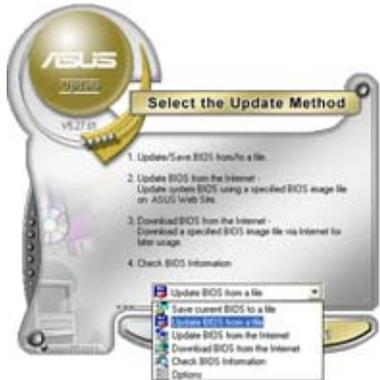 ASUS
Update
Select the Update Method
1. Update/Save BIOS from/to a file.
2. Update BIOS from the Internet -
Update system BIOS using a specified BIOS image file
on ASUS Web Site.
3. Download BIOS from the Internet -
Download a specified BIOS image file via Internet for
later usage.
4. Check BIOS Information
Update BIOS from a file
Save current BIOS to a file
Update BIOS from a file
Update BIOS from the Internet
Download BIOS from the Internet
Check BIOS Information
Options